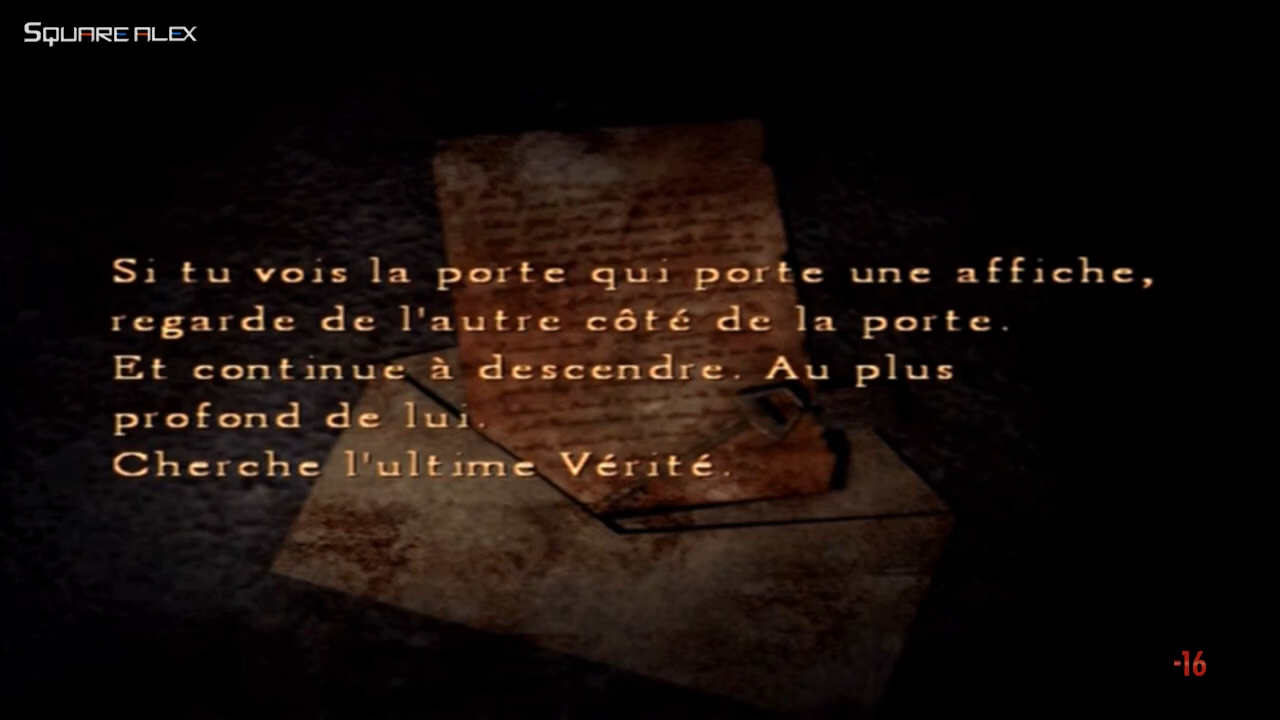 SQUARE ALEX
Si tu vois la porte qui porte une affiche,
regarde de l'autre côté de la porte.
Et continue à descendre. Au plus
profond de lui.
Cherche l'ultime Vérité.
-16